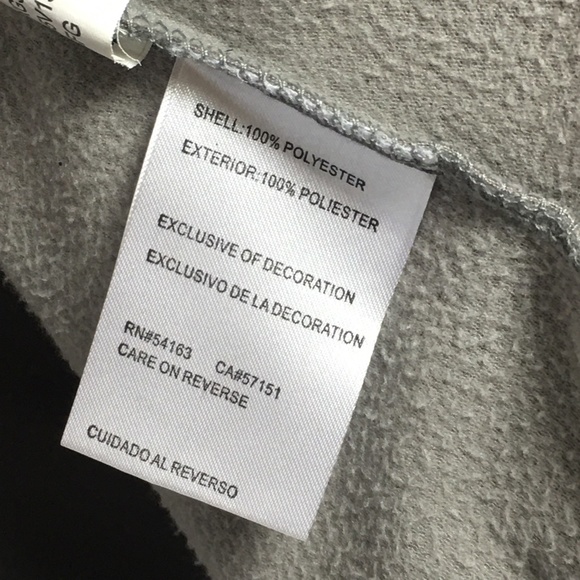 SHELL:100% POLYESTER
EXTERIOR:100% POLIESTER
EXCLUSIVE OF DECORATION
EXCLUSIVO DE LA DECORATION
RN#54163 CA#57151
CARE ON REVERSE
CUIDADO AL REVERSO